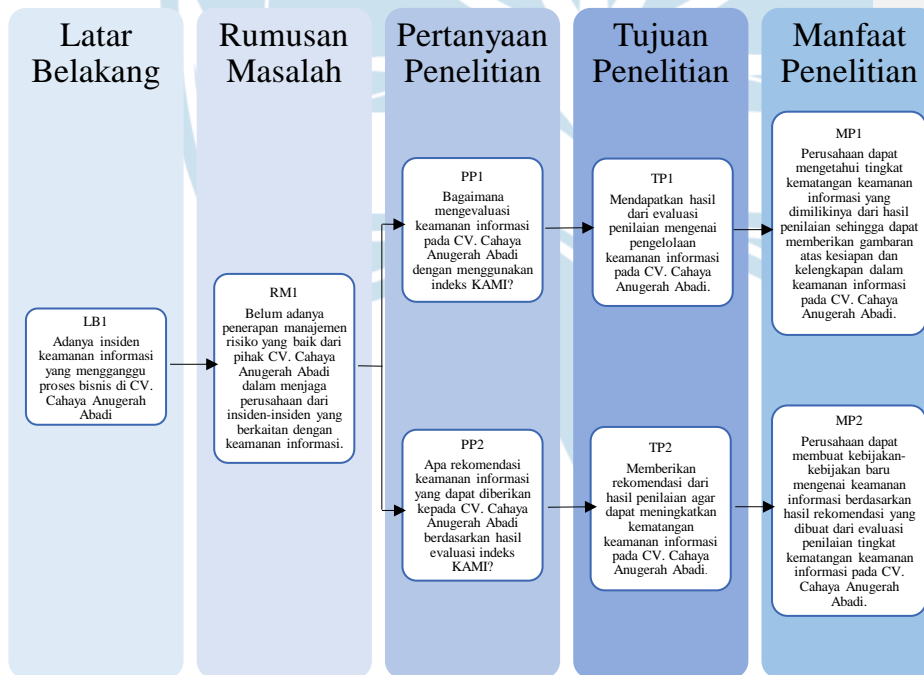 Latar
Belakang
Rumusan
Masalah
Pertanyaan
Penelitian
Tujuan
Penelitian
Manfaat
Penelitian
LB1
Adanya insiden
keamanan informasi
yang mengganggu
proses bisnis di CV.
Cahaya Anugerah
Abadi
RM1
Belum adanya
penerapan manajemen
risiko yang baik dari
pihak CV. Cahaya
Anugerah Abadi
dalam menjaga
perusahaan dari
insiden-insiden yang
berkaitan dengan
keamanan informasi.
PP1
Bagaimana
mengevaluasi
keamanan informasi
pada CV. Cahaya
Anugerah Abadi
dengan menggunakan
indeks KAMI?
PP2
Apa rekomendasi
keamanan informasi
yang dapat diberikan
kepada CV. Cahaya
Anugerah Abadi
berdasarkan hasil
evaluasi indeks
KAMI?
TP1
Mendapatkan hasil
dari evaluasi
penilaian mengenai
pengelolaan
keamanan informasi
pada CV. Cahaya
Anugerah Abadi.
TP2
Memberikan
rekomendasi dari
hasil penilaian agar
dapat meningkatkan
kematangan
keamanan informasi
pada CV. Cahaya
Anugerah Abadi.
MP1
Perusahaan dapat
mengetahui tingkat
kematangan keamanan
informasi yang
dimilikinya dari hasil
penilaian sehingga dapat
memberikan gambaran
atas kesiapan dan
kelengkapan dalam
keamanan informasi
pada CV. Cahaya
Anugerah Abadi.
MP2
Perusahaan dapat
membuat kebijakan-
kebijakan baru
mengenai keamanan
informasi berdasarkan
hasil rekomendasi yang
dibuat dari evaluasi
penilaian tingkat
kematangan keamanan
informasi pada CV.
Cahaya Anugerah
Abadi.